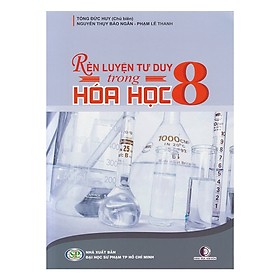 TỐNG ĐỨC HUY (Chủ biên)
NGUYỄN THỤY BẢO NGÂN - PHẠM LÊ THANH
RÈN LUYỆN TƯ DUY
trong
HÓA HỌC 8
1000
NHÀ XUẤT BẢN
ĐẠI HỌC SƯ PHẠM TP HỒ CHÍ MINH